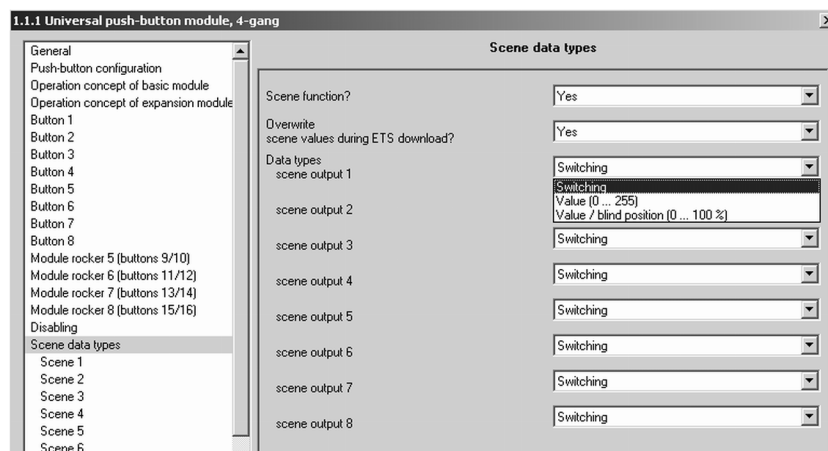 1.1.1 Universal push-button module, 4-gang
General
Push-button configuration
Operation concept of basic module
Operation concept of expansion module
Button 1
Button 2
Button 3
Button 4
Button 5
Button 6
Button 7
Button 8
Module rocker 5 (buttons 9/10)
Module rocker 6 (buttons 11/12)
Module rocker 7 (buttons 13/14)
Module rocker 8 (buttons 15/16)
Disabling
Scene data types
Scene 1
Scene 2
Scene 3
Scene 4
Scene 5
Scene 6
Scene data types
Scene function? Yes
Overwrite
scene values during ETS download? Yes
Data types
scene output 1 Switching
Switching
Value (0 ... 255)
Value / blind position (0 ... 100 %)
scene output 2
scene output 3 Switching
scene output 4 Switching
scene output 5 Switching
scene output 6 Switching
scene output 7 Switching
scene output 8 Switching